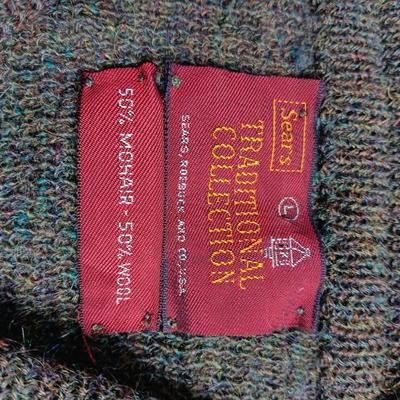 Sears
TRADITIONAL
COLLECTION
L
SEARS, ROEBUCK AND CO. U.S.A.
50% MOHAIR - 50% WOOL